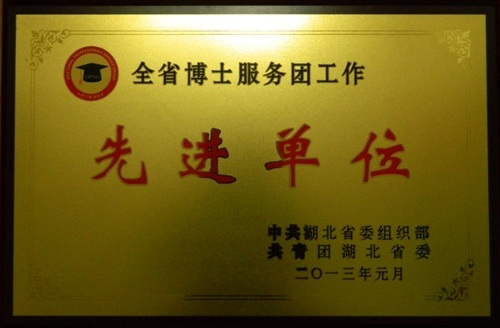 全省博士服务团工作
先进单位
中共湖北省委组织部
共青团湖北省委
二〇一三年元月